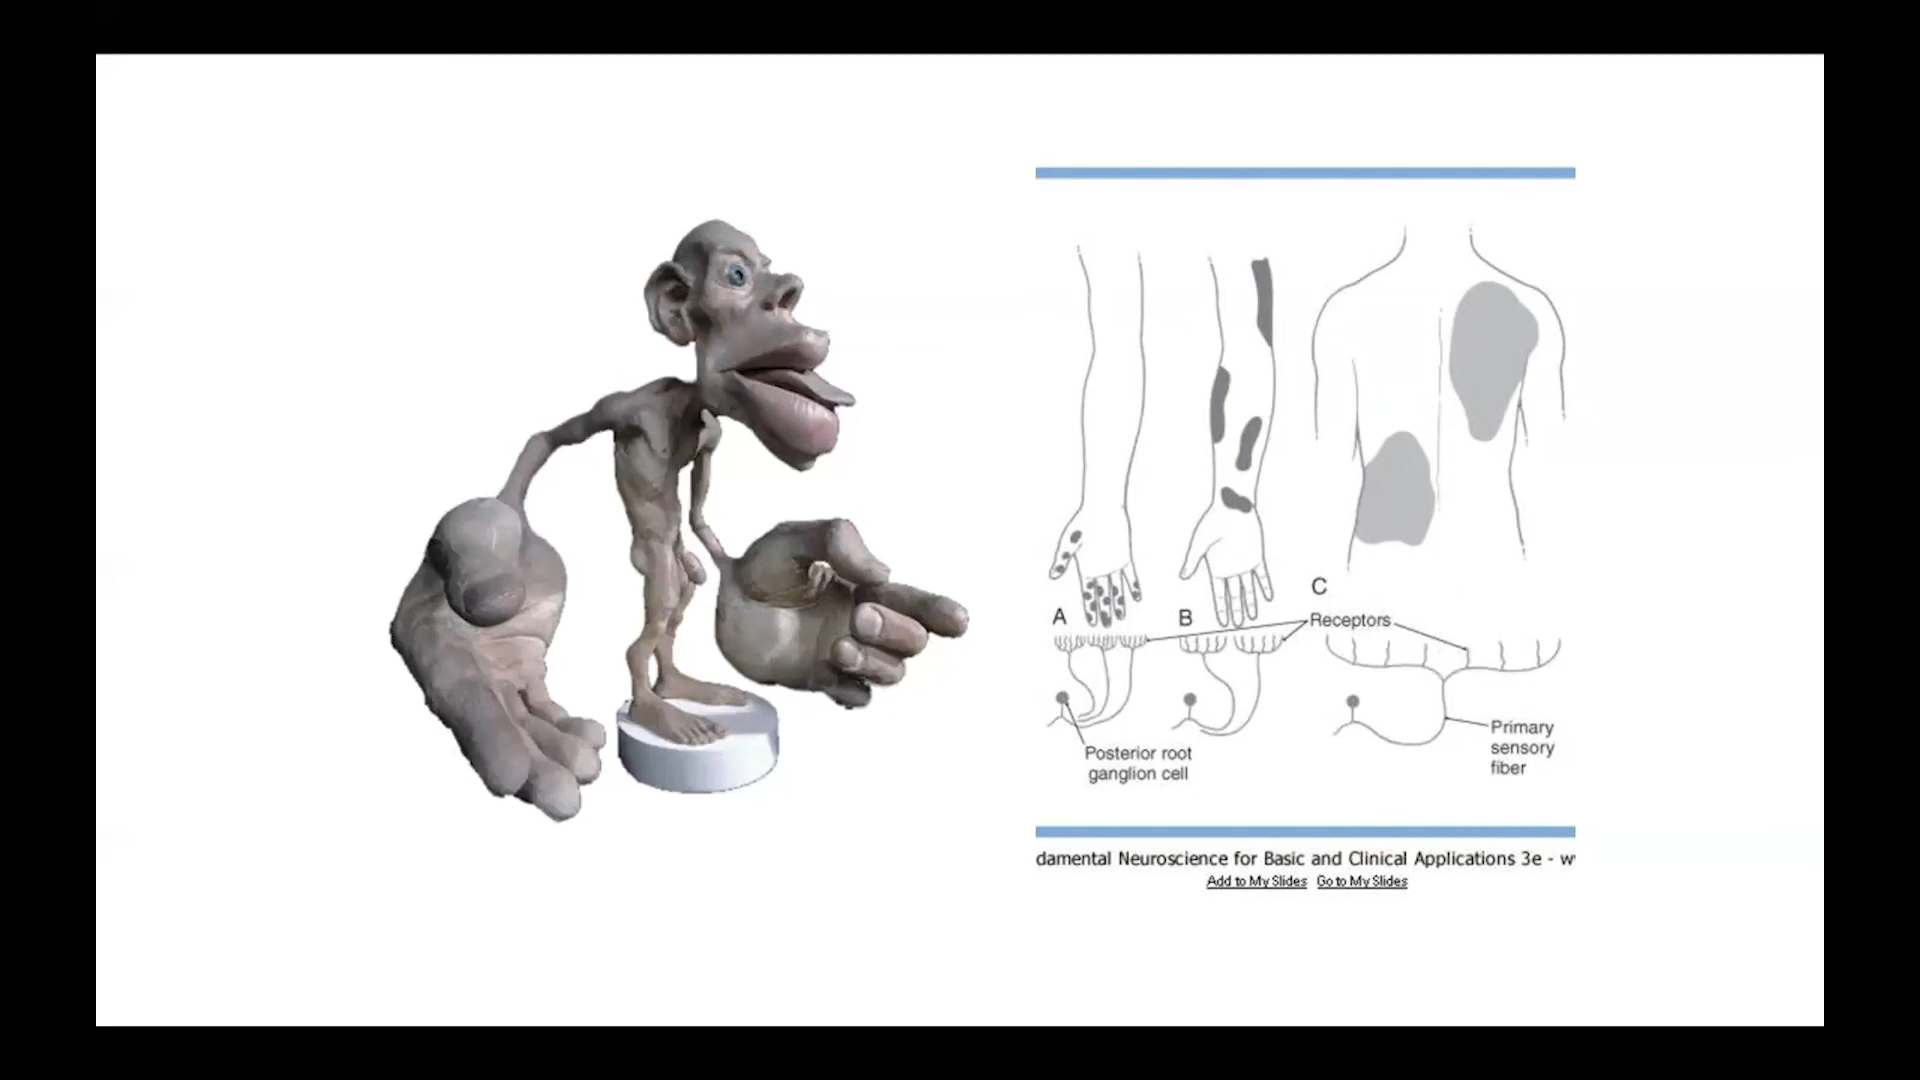 C
A
B
Receptors
Primary
sensory
fiber
Posterior root
ganglion cell
damental Neuroscience for Basic and Clinical Applications 3e - w
Add to My Slides Go to My Slides